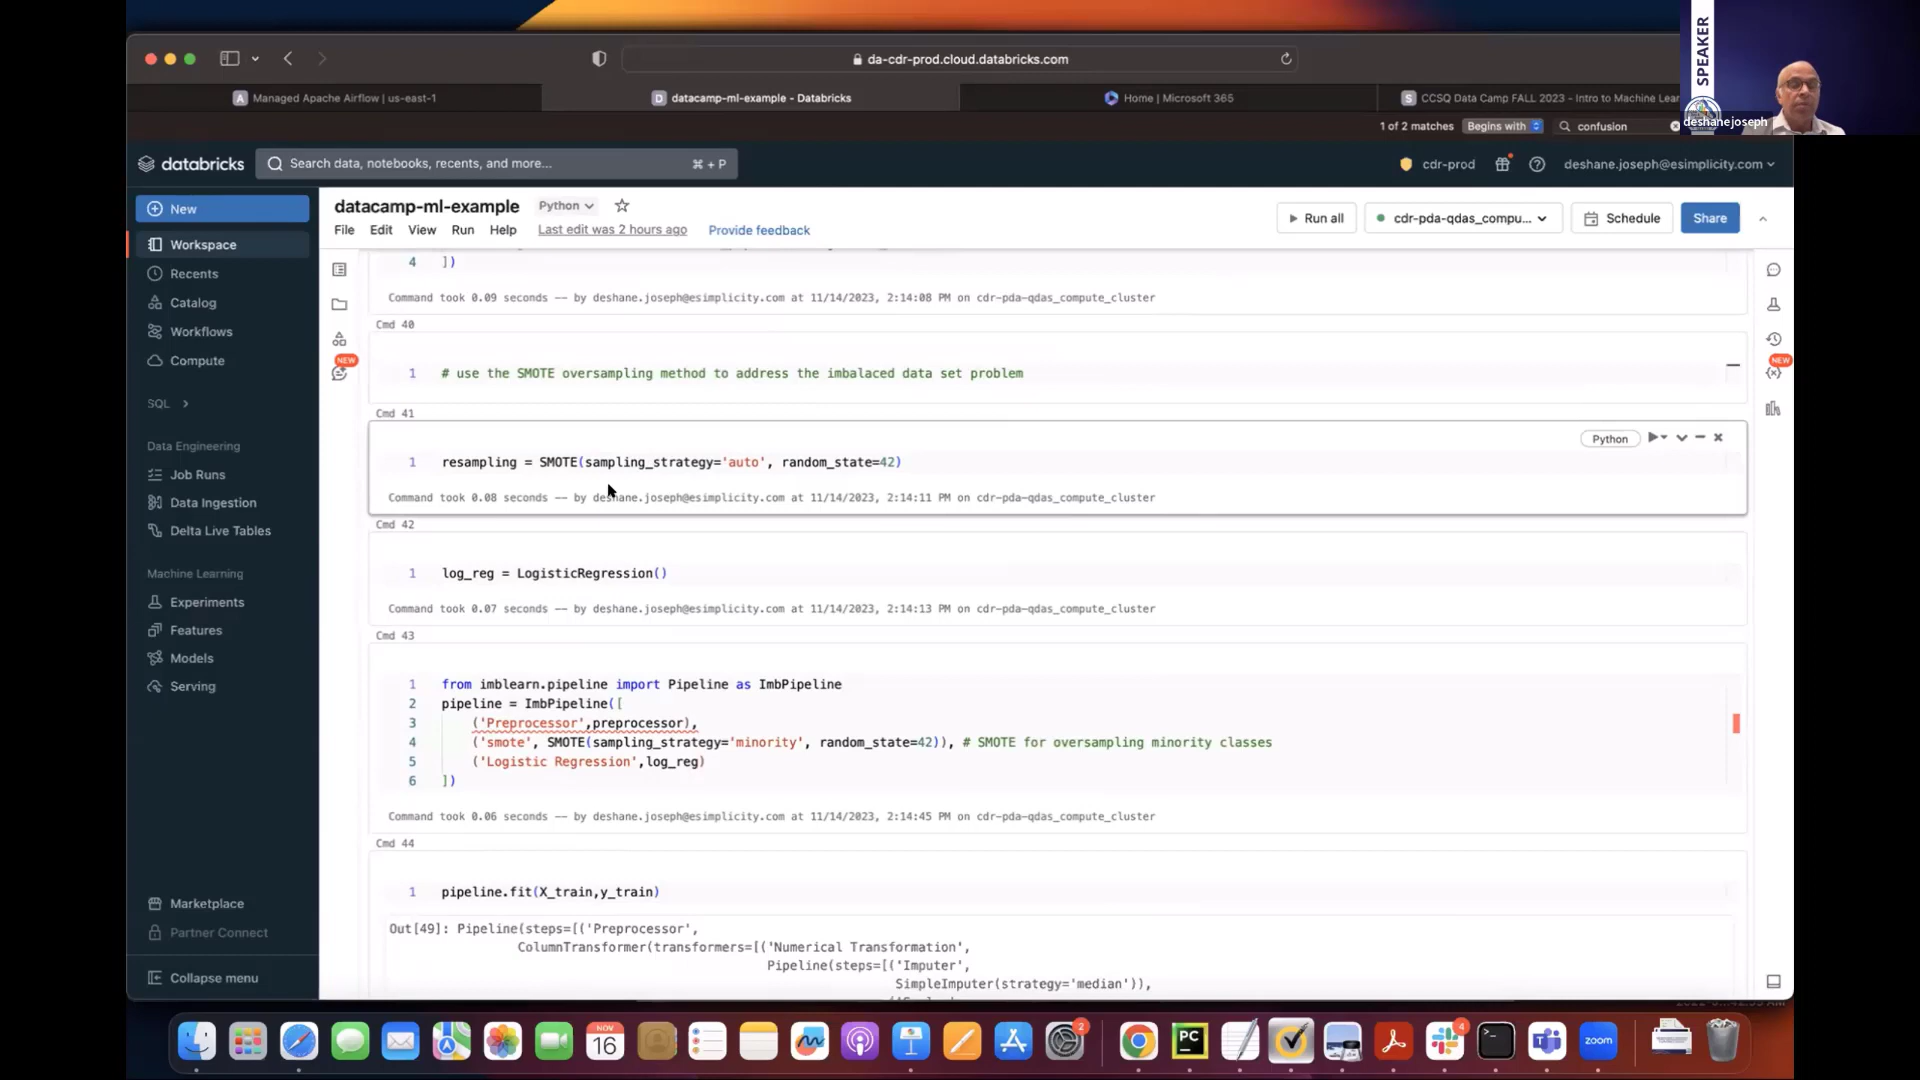 da-cdr-prod.cloud.databricks.com
SPEAKER
deshanejoseph
Managed Apache Airflow | us-east-1
datacamp-ml-example - Databricks
Home | Microsoft 365
CCSQ Data Camp FALL 2023 - Intro to Machine Lear
1 of 2 matches
Begins with
confusion
databricks
Search data, notebooks, recents, and more...
⌘ + P
cdr-prod
deshane.joseph@esimplicity.com
New
Workspace
Recents
Catalog
Workflows
Compute
SQL
Data Engineering
Job Runs
Data Ingestion
Delta Live Tables
Machine Learning
Experiments
Features
Models
Serving
Marketplace
Partner Connect
Collapse menu
datacamp-ml-example
Python
File Edit View Run Help
Last edit was 2 hours ago
Provide feedback
Run all
cdr-pda-qdas_compu...
Schedule
Share
NEW
NEW
4 ])
Command took 0.09 seconds -- by deshane.joseph@esimplicity.com at 11/14/2023, 2:14:08 PM on cdr-pda-qdas_compute_cluster
Cmd 40
1 # use the SMOTE oversampling method to address the imbalaced data set problem
Cmd 41
Python
1 resampling = SMOTE(sampling_strategy='auto', random_state=42)
Command took 0.08 seconds -- by deshane.joseph@esimplicity.com at 11/14/2023, 2:14:11 PM on cdr-pda-qdas_compute_cluster
Cmd 42
1 log_reg = LogisticRegression()
Command took 0.07 seconds -- by deshane.joseph@esimplicity.com at 11/14/2023, 2:14:13 PM on cdr-pda-qdas_compute_cluster
Cmd 43
1 from imblearn.pipeline import Pipeline as ImbPipeline
2 pipeline = ImbPipeline([
3 ('Preprocessor',preprocessor),
4 ('smote', SMOTE(sampling_strategy='minority', random_state=42)), # SMOTE for oversampling minority classes
5 ('Logistic Regression',log_reg)
6 ])
Command took 0.06 seconds -- by deshane.joseph@esimplicity.com at 11/14/2023, 2:14:45 PM on cdr-pda-qdas_compute_cluster
Cmd 44
1 pipeline.fit(X_train,y_train)
Out[49]: Pipeline(steps=[('Preprocessor',
ColumnTransformer(transformers=[('Numerical Transformation',
Pipeline(steps=[('Imputer',
SimpleImputer(strategy='median')),
NOV
16
2
PC
4
zoom